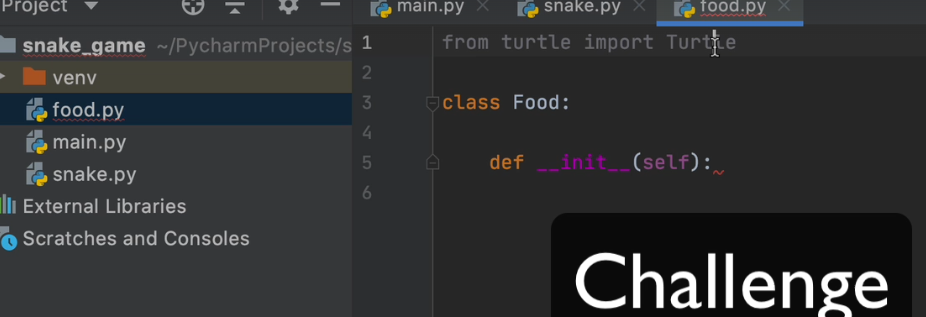 Project
main.py
snake.py
food.py
snake_game ~/PycharmProjects/s
venv
food.py
main.py
snake.py
External Libraries
Scratches and Consoles
1 from turtle import Turtle
2
3 class Food:
4
5 def __init__(self):
6
Challenge